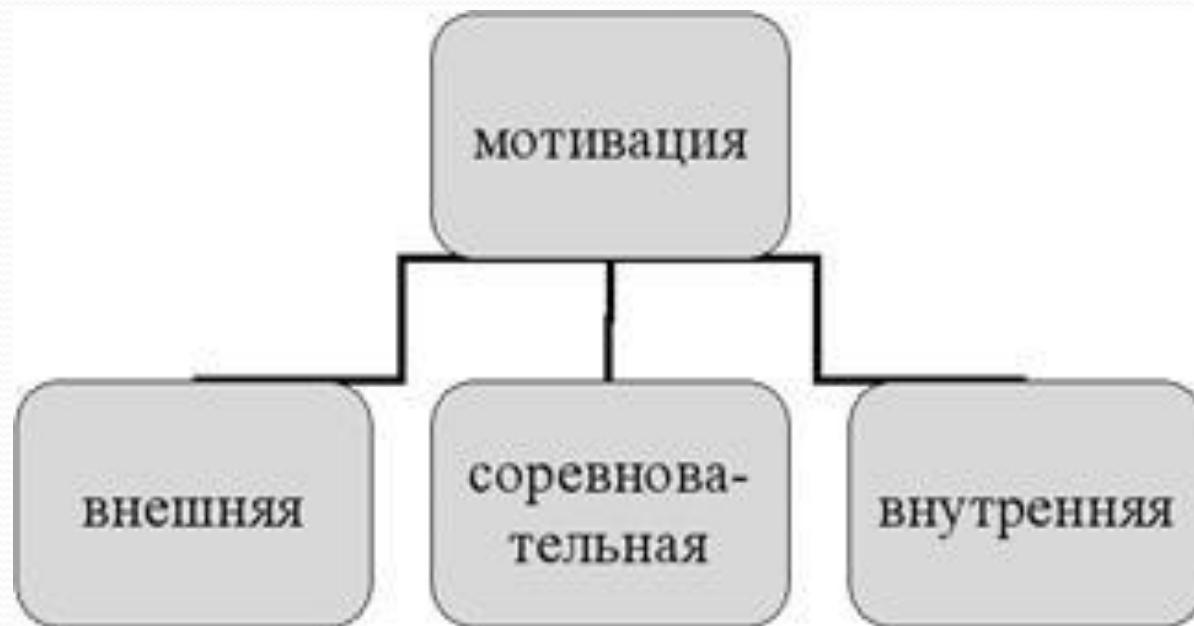 мотивация
внешняя
соревнова-
тельная
внутренняя